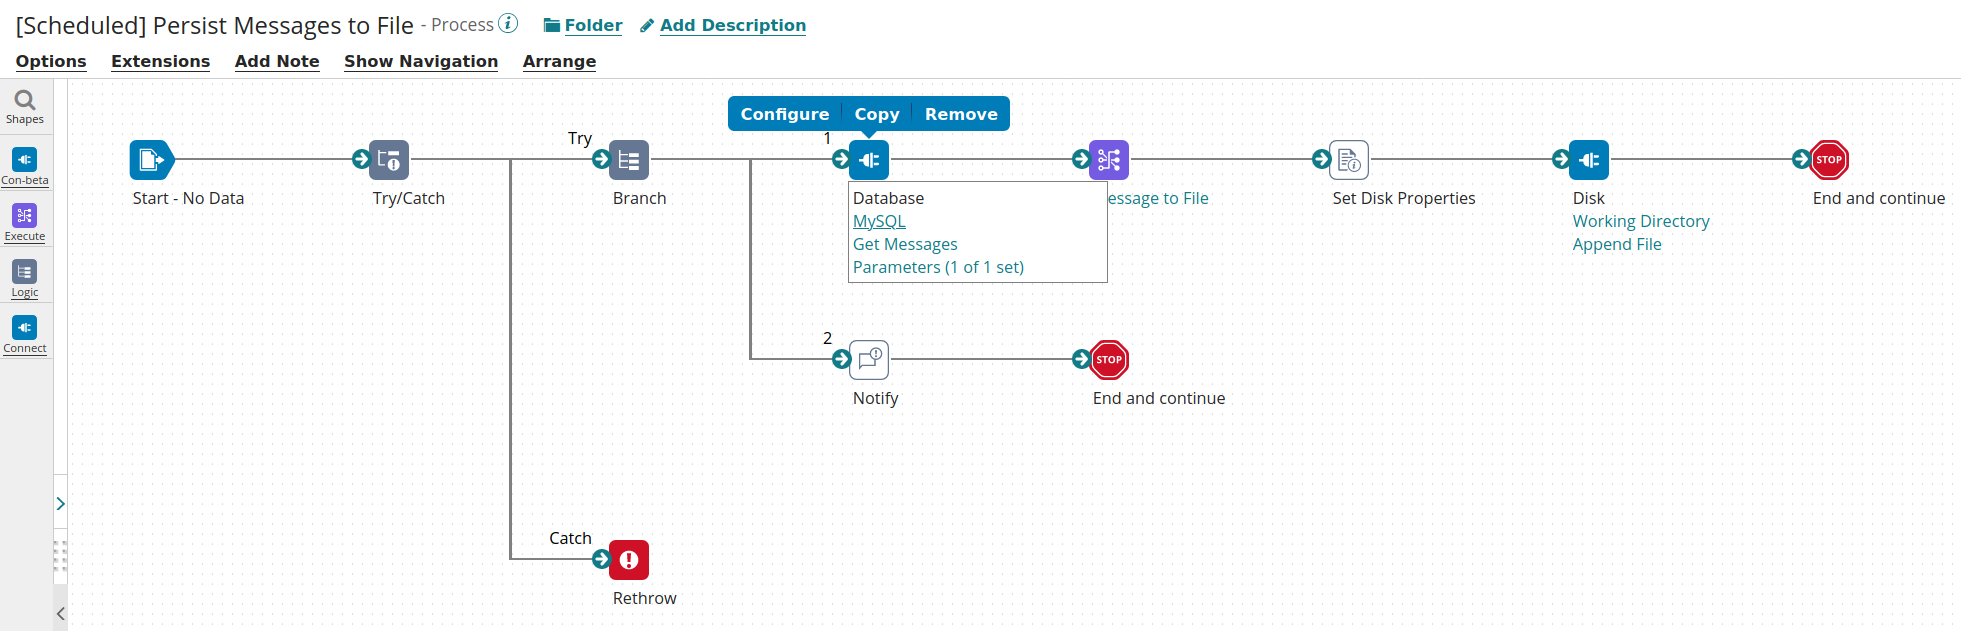 [Scheduled] Persist Messages to File - Process i Folder Add Description
Options Extensions Add Note Show Navigation Arrange
Shapes
Con-beta
Execute
Logic
Connect
Configure Copy Remove
Start - No Data
Try/Catch
Try
Branch
1
Database
MySQL
Get Messages
Parameters (1 of 1 set)
essage to File
Set Disk Properties
Disk
Working Directory
Append File
STOP
End and continue
2
Notify
STOP
End and continue
Catch
Rethrow